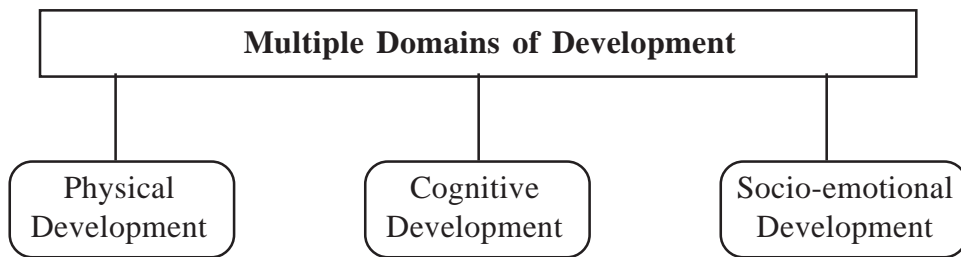 Multiple Domains of Development
Physical
Development
Cognitive
Development
Socio-emotional
Development